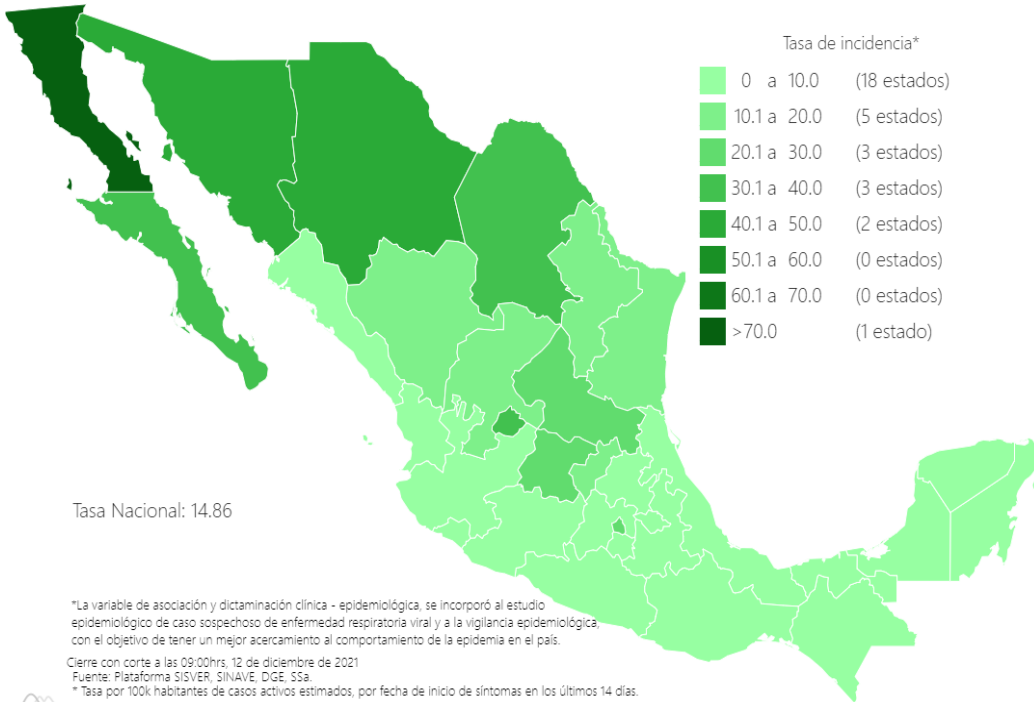 Tasa de incidencia*
0 a 10.0 (18 estados)
10.1 a 20.0 (5 estados)
20.1 a 30.0 (3 estados)
30.1 a 40.0 (3 estados)
40.1 a 50.0 (2 estados)
50.1 a 60.0 (0 estados)
60.1 a 70.0 (0 estados)
>70.0 (1 estado)
Tasa Nacional: 14.86
*La variable de asociación y dictaminación clínica - epidemiológica, se incorporó al estudio
epidemiológico de caso sospechoso de enfermedad respiratoria viral y a la vigilancia epidemiológica,
con el objetivo de tener un mejor acercamiento al comportamiento de la epidemia en el país.
Cierre con corte a las 09:00hrs, 12 de diciembre de 2021
Fuente: Plataforma SISVER, SINAVE, DGE, SSa.
* Tasa por 100k habitantes de casos activos estimados, por fecha de inicio de síntomas en los últimos 14 días.